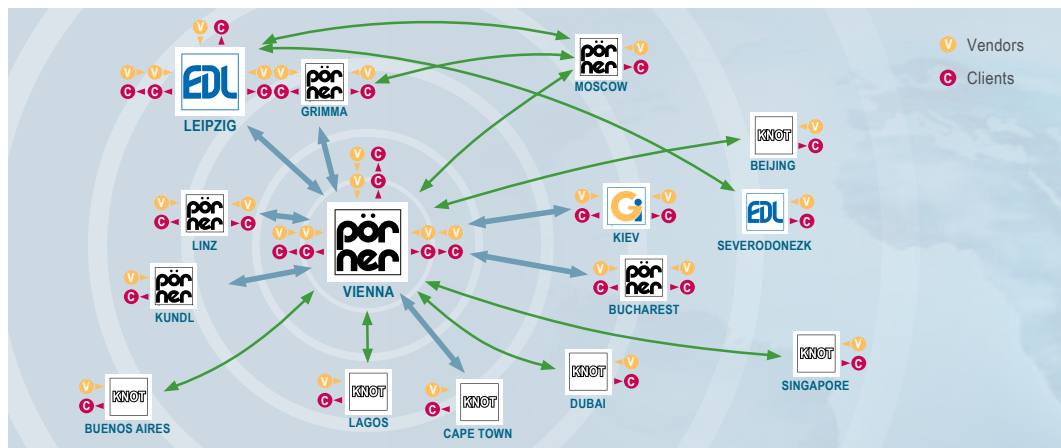 V C
V Vendors
C Clients
V V EDL V V pör ner V
C C C C C
LEIPZIG
GRIMMA
pör ner V
C
MOSCOW
KNOT V
C
BEIJING
V C
V C
V pör ner V
C C
LINZ
V V pör ner V V
C C C C
VIENNA
V G V
C C
KIEV
EDL V
C
SEVERODONEZK
V pör ner
C
KUNDL
V pör ner V
C C
BUCHAREST
V KNOT
C
BUENOS AIRES
V KNOT
C
LAGOS
V KNOT
C
CAPE TOWN
KNOT V
C
DUBAI
KNOT V
C
SINGAPORE